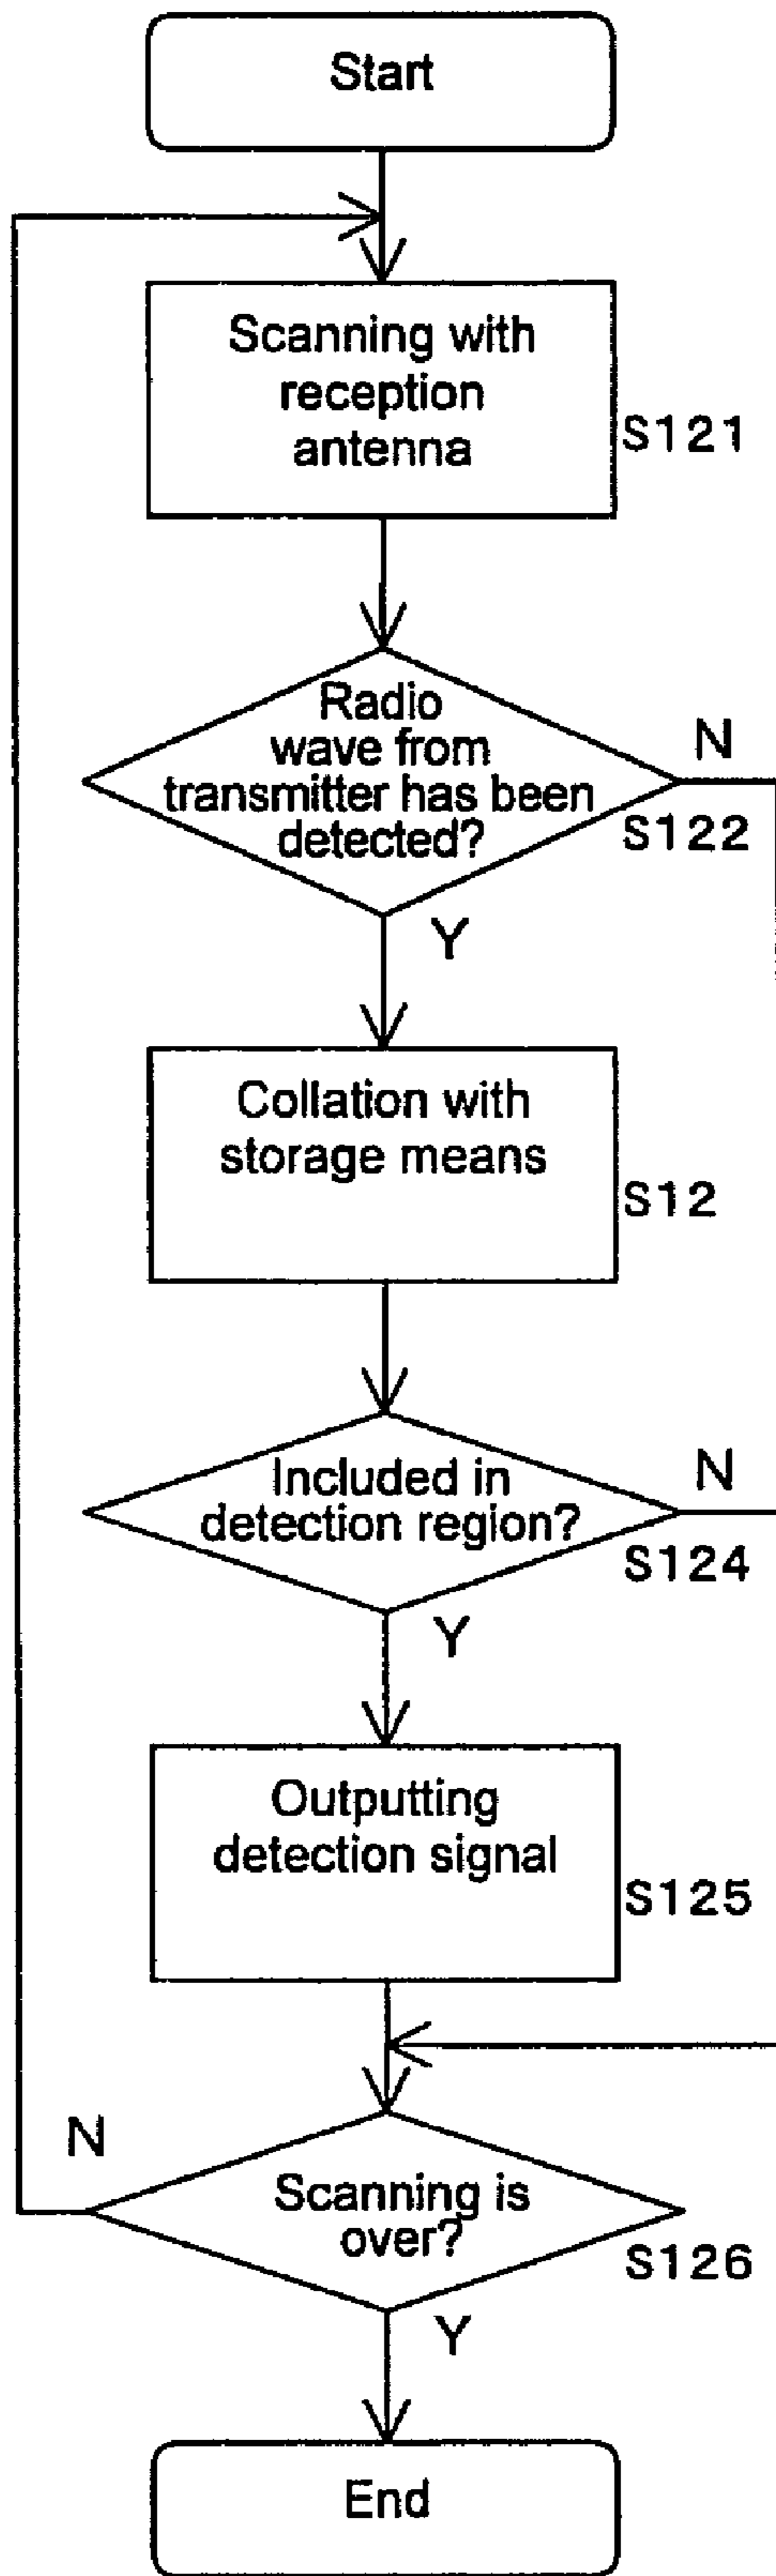 Start
Scanning with
reception
antenna
S121
Radio
wave from
transmitter has been
detected?
N
S122
Y
Collation with
storage means
S12
Included in
detection region?
N
S124
Y
Outputting
detection signal
S125
N
Scanning is
over?
S126
Y
End